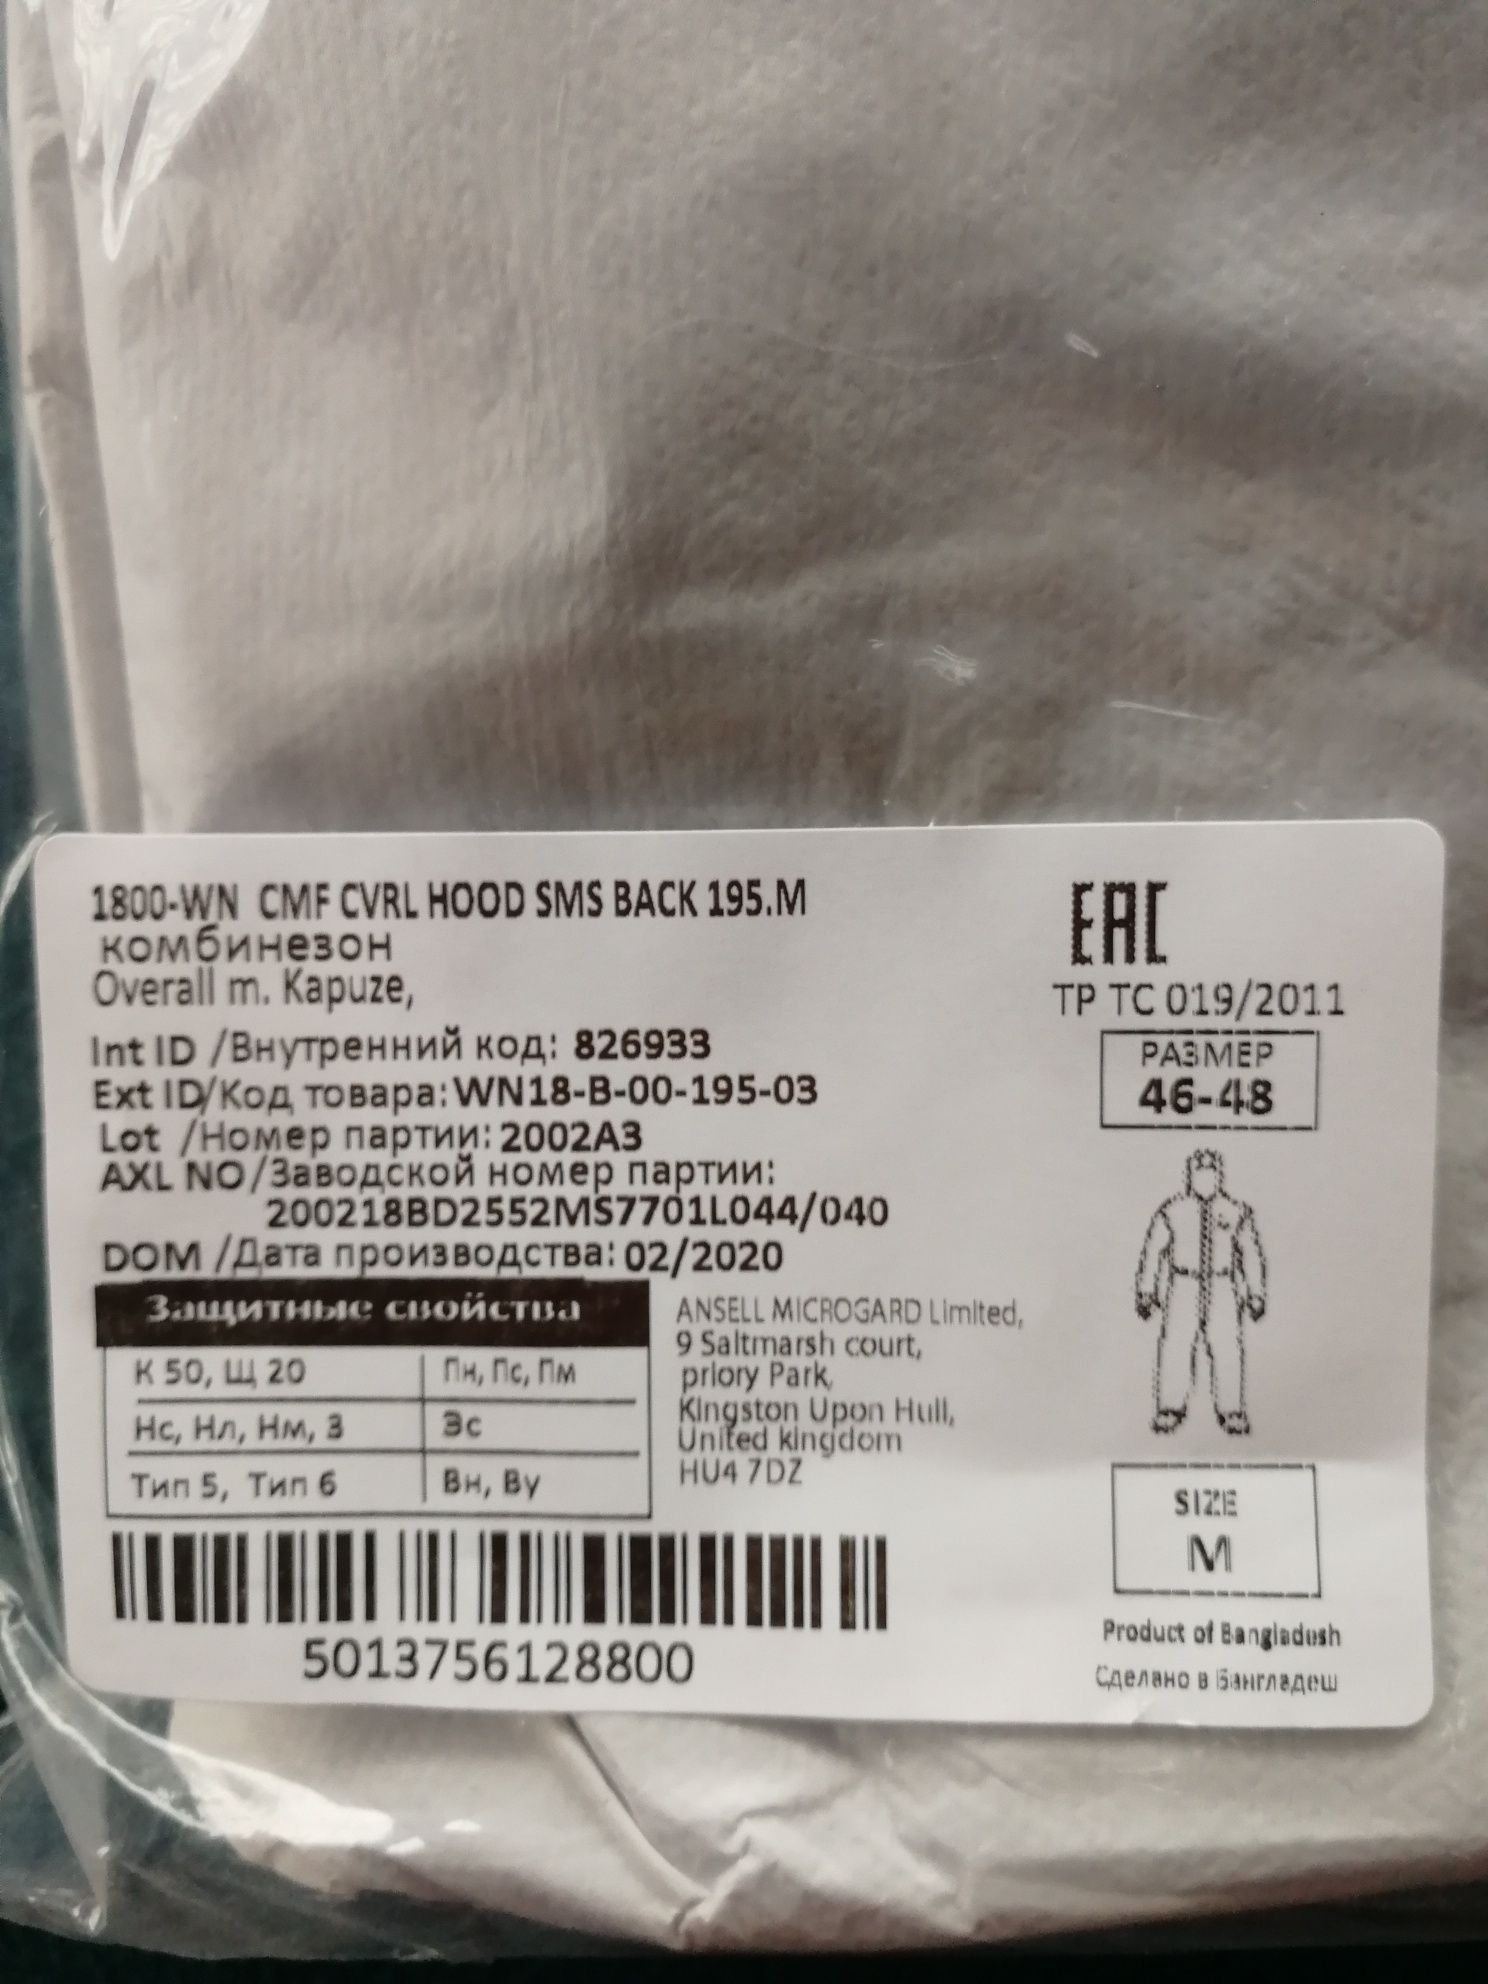 1800-WN CMF CVRL HOOD SMS BACK 195.M
комбинезон
Overall m. Kapuze,
Int ID /Внутренний код: 826933
Ext ID/Код товара: WN18-B-00-195-03
Lot /Номер партии: 2002A3
AXL NO/Заводской номер партии:
200218BD2552MS7701L044/040
DOM /Дата производства: 02/2020
Защитные свойства
К 50, Щ 20 Пн, Пс, Пм
Нс, Нл, Нм, З Эс
Тип 5, Тип 6 Вн, Ву
ANSELL MICROGARD Limited,
9 Saltmarsh court,
priory Park,
Kingston Upon Hull,
United kingdom
HU4 7DZ
5013756128800
EAC
ТР ТС 019/2011
РАЗМЕР
46-48
SIZE
M
Product of Bangladesh
Сделано в Бангладеш